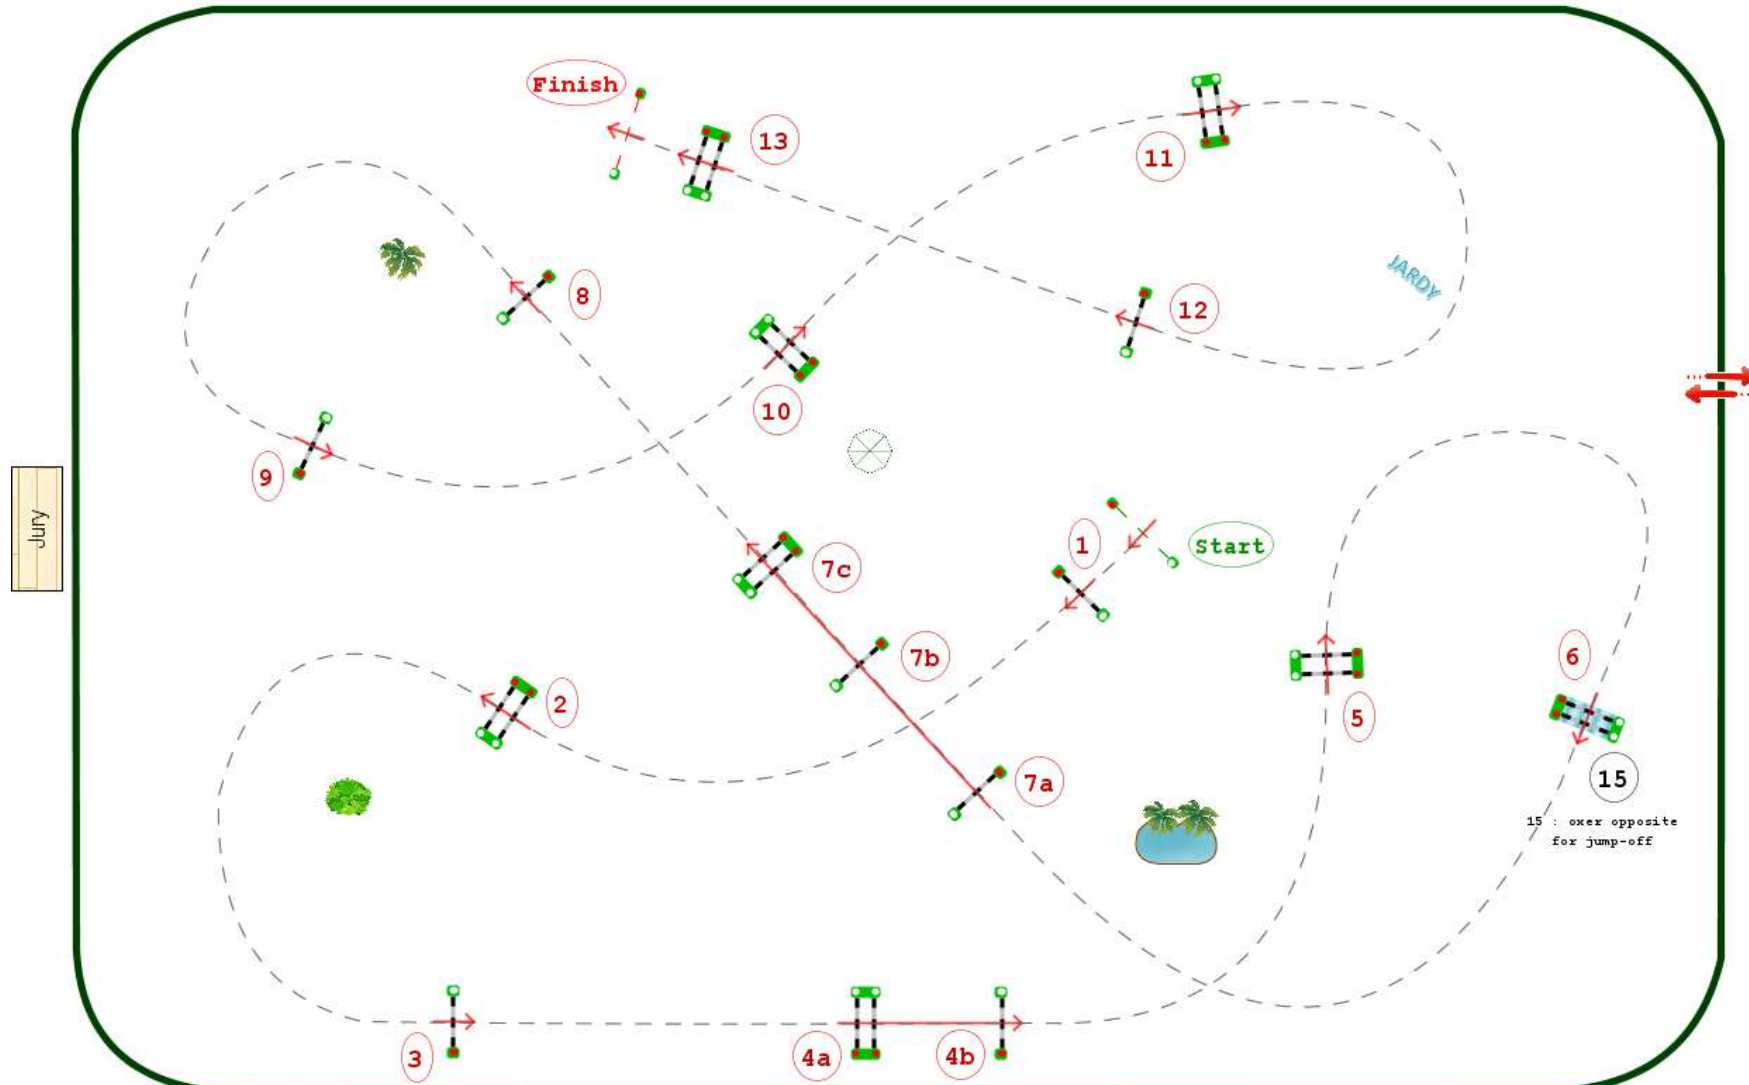 Finish
13
11
8
12
10
9
JARDY
Jury
1
Start
7c
7b
2
6
5
7a
15
15 : oxer opposite
for jump-off
3
4a
4b